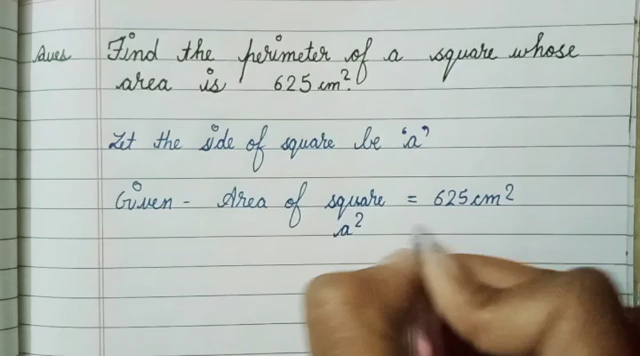 Ques Find the perimeter of a square whose
area is 625 cm².
Let the side of square be 'a'
Given - Area of square = 625 cm²
a²